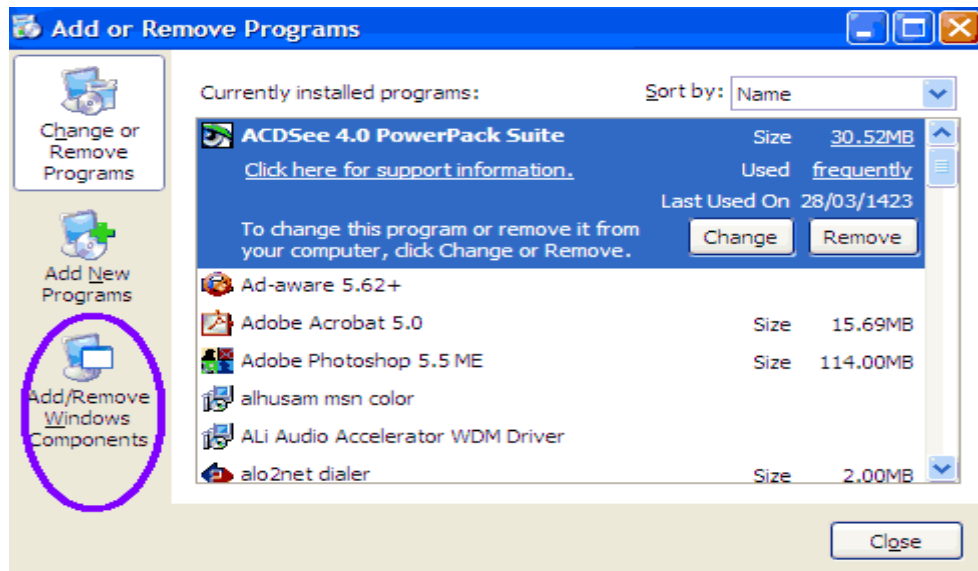 Add or Remove Programs
Change or
Remove
Programs
Add New
Programs
Add/Remove
Windows
Components
Currently installed programs:
Sort by: Name
ACDSee 4.0 PowerPack Suite Size 30.52MB
Click here for support information. Used frequently
Last Used On 28/03/1423
To change this program or remove it from
your computer, click Change or Remove.
Change Remove
Ad-aware 5.62+
Adobe Acrobat 5.0 Size 15.69MB
Adobe Photoshop 5.5 ME Size 114.00MB
alhusam msn color
ALi Audio Accelerator WDM Driver
alo2net dialer Size 2.00MB
Close